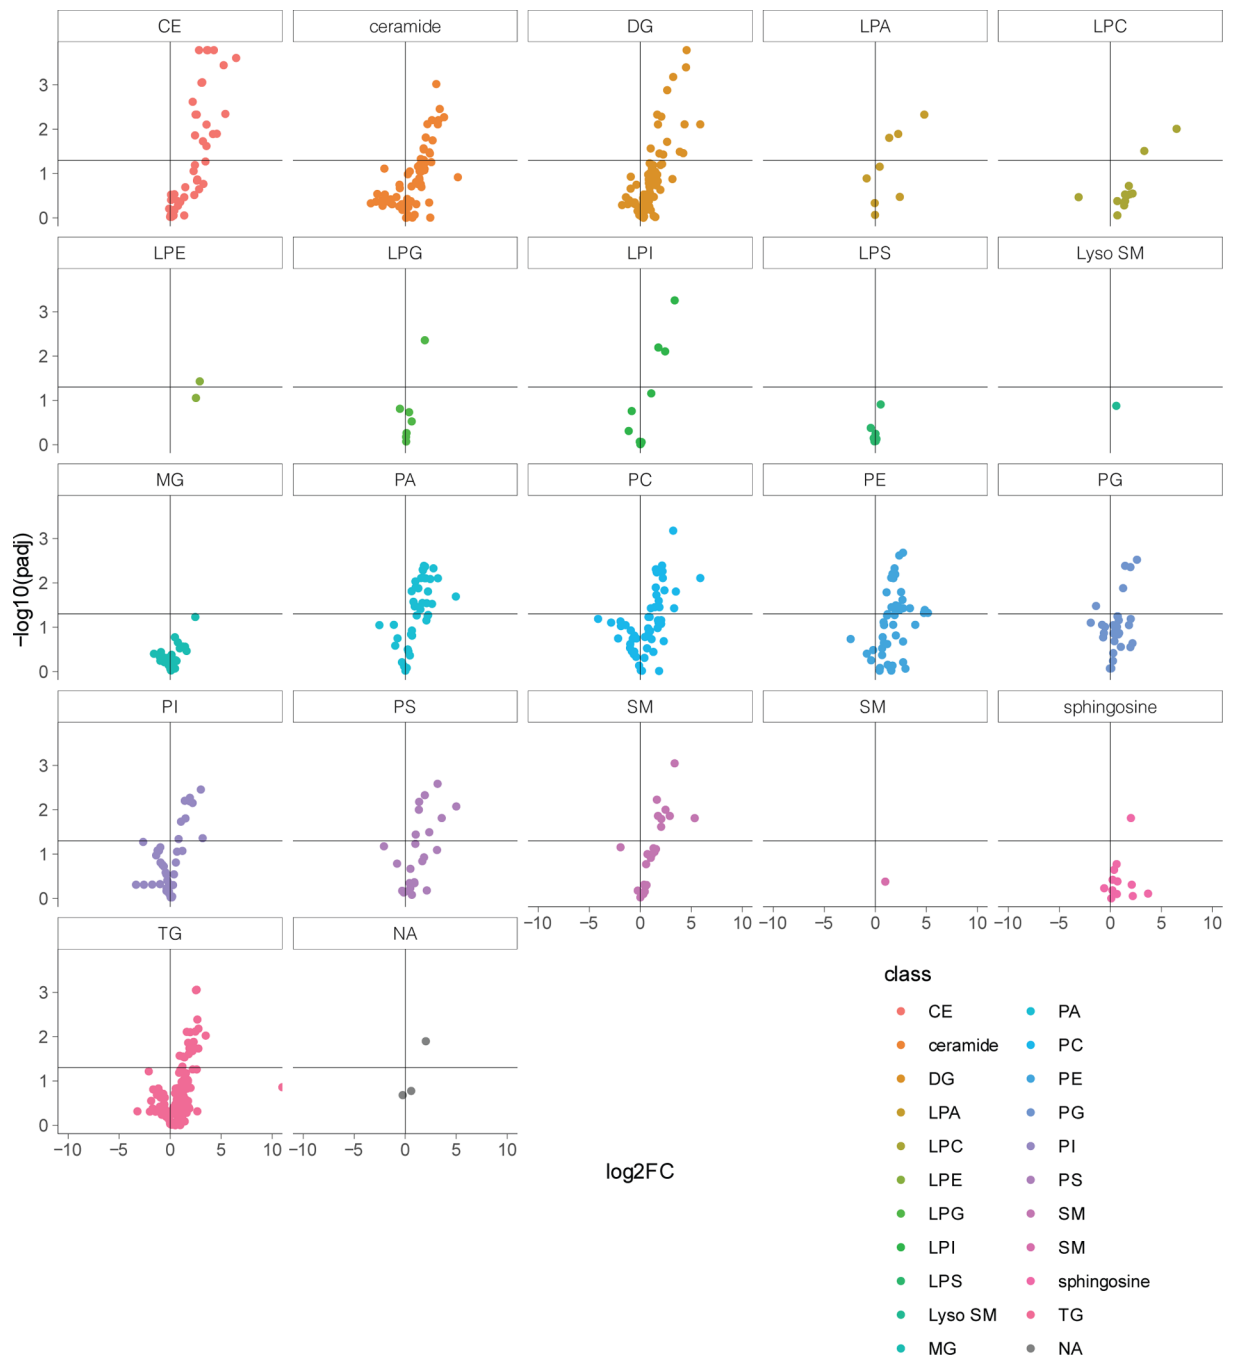 CE ceramide DG LPA LPC
3
2
1
0
LPE LPG LPI LPS Lyso SM
3
2
1
0
MG PA PC PE PG
3
2
1
0
−log10(padj)
PI PS SM SM sphingosine
3
2
1
0
−10 −5 0 5 10 −10 −5 0 5 10 −10 −5 0 5 10
TG NA
3
2
1
0
−10 −5 0 5 10 −10 −5 0 5 10
log2FC
class
CE PA
ceramide PC
DG PE
LPA PG
LPC PI
LPE PS
LPG SM
LPI SM
LPS sphingosine
Lyso SM TG
MG NA